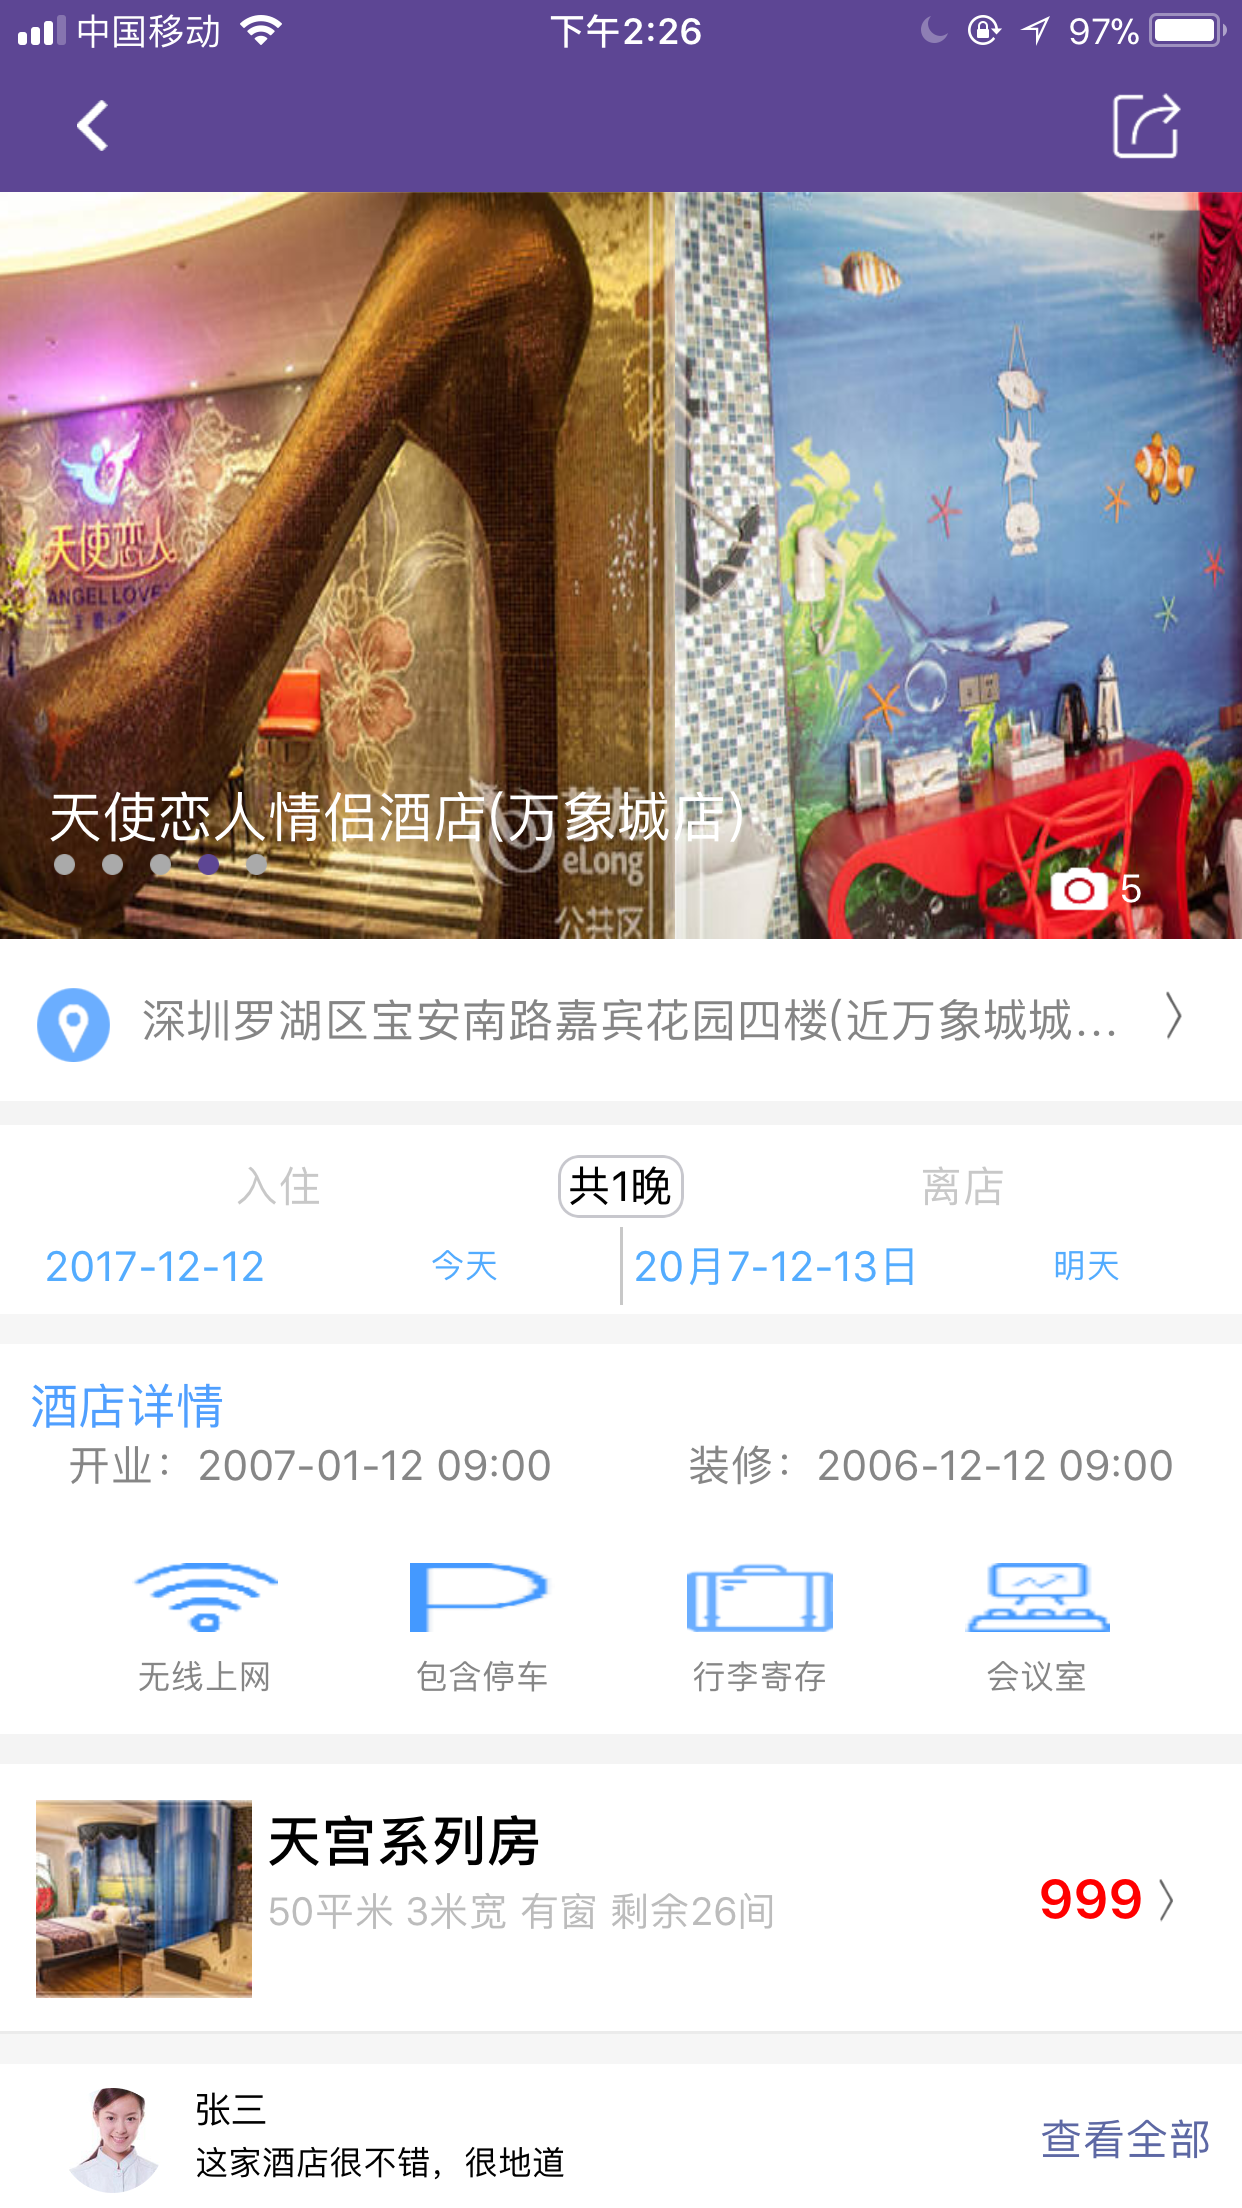 中国移动
下午2:26
97%
天使恋人
ANGEL LOVE
天使恋人情侣酒店(万象城店)
eLong
公共区
5
深圳罗湖区宝安南路嘉宾花园四楼(近万象城城...
入住 共1晚 离店
2017-12-12 今天 20月7-12-13日 明天
酒店详情
开业：2007-01-12 09:00 装修：2006-12-12 09:00
无线上网 包含停车 行李寄存 会议室
天宫系列房
50平米 3米宽 有窗 剩余26间
999
张三
这家酒店很不错，很地道
查看全部